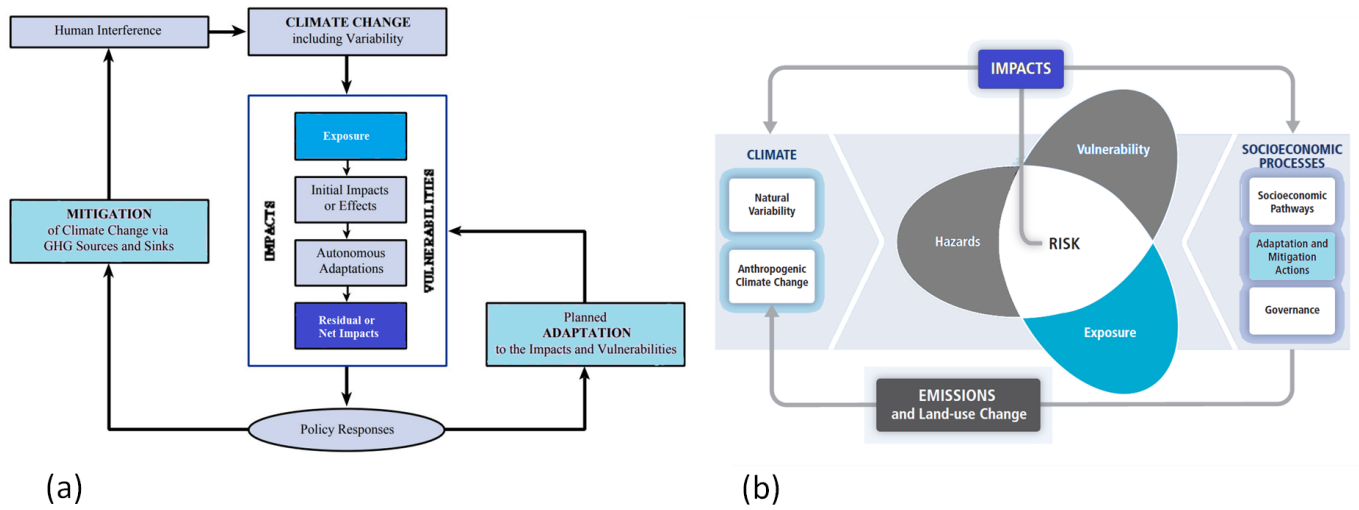 Human Interference
CLIMATE CHANGE
including Variability
IMPACTS
Exposure
Initial Impacts
or Effects
Autonomous
Adaptations
Residual or
Net Impacts
VULNERABILITIES
MITIGATION
of Climate Change via
GHG Sources and Sinks
Planned
ADAPTATION
to the Impacts and Vulnerabilities
Policy Responses
(a)
IMPACTS
CLIMATE
Natural
Variability
Anthropogenic
Climate Change
Vulnerability
Hazards
RISK
Exposure
SOCIOECONOMIC
PROCESSES
Socioeconomic
Pathways
Adaptation and
Mitigation
Actions
Governance
EMISSIONS
and Land-use Change
(b)